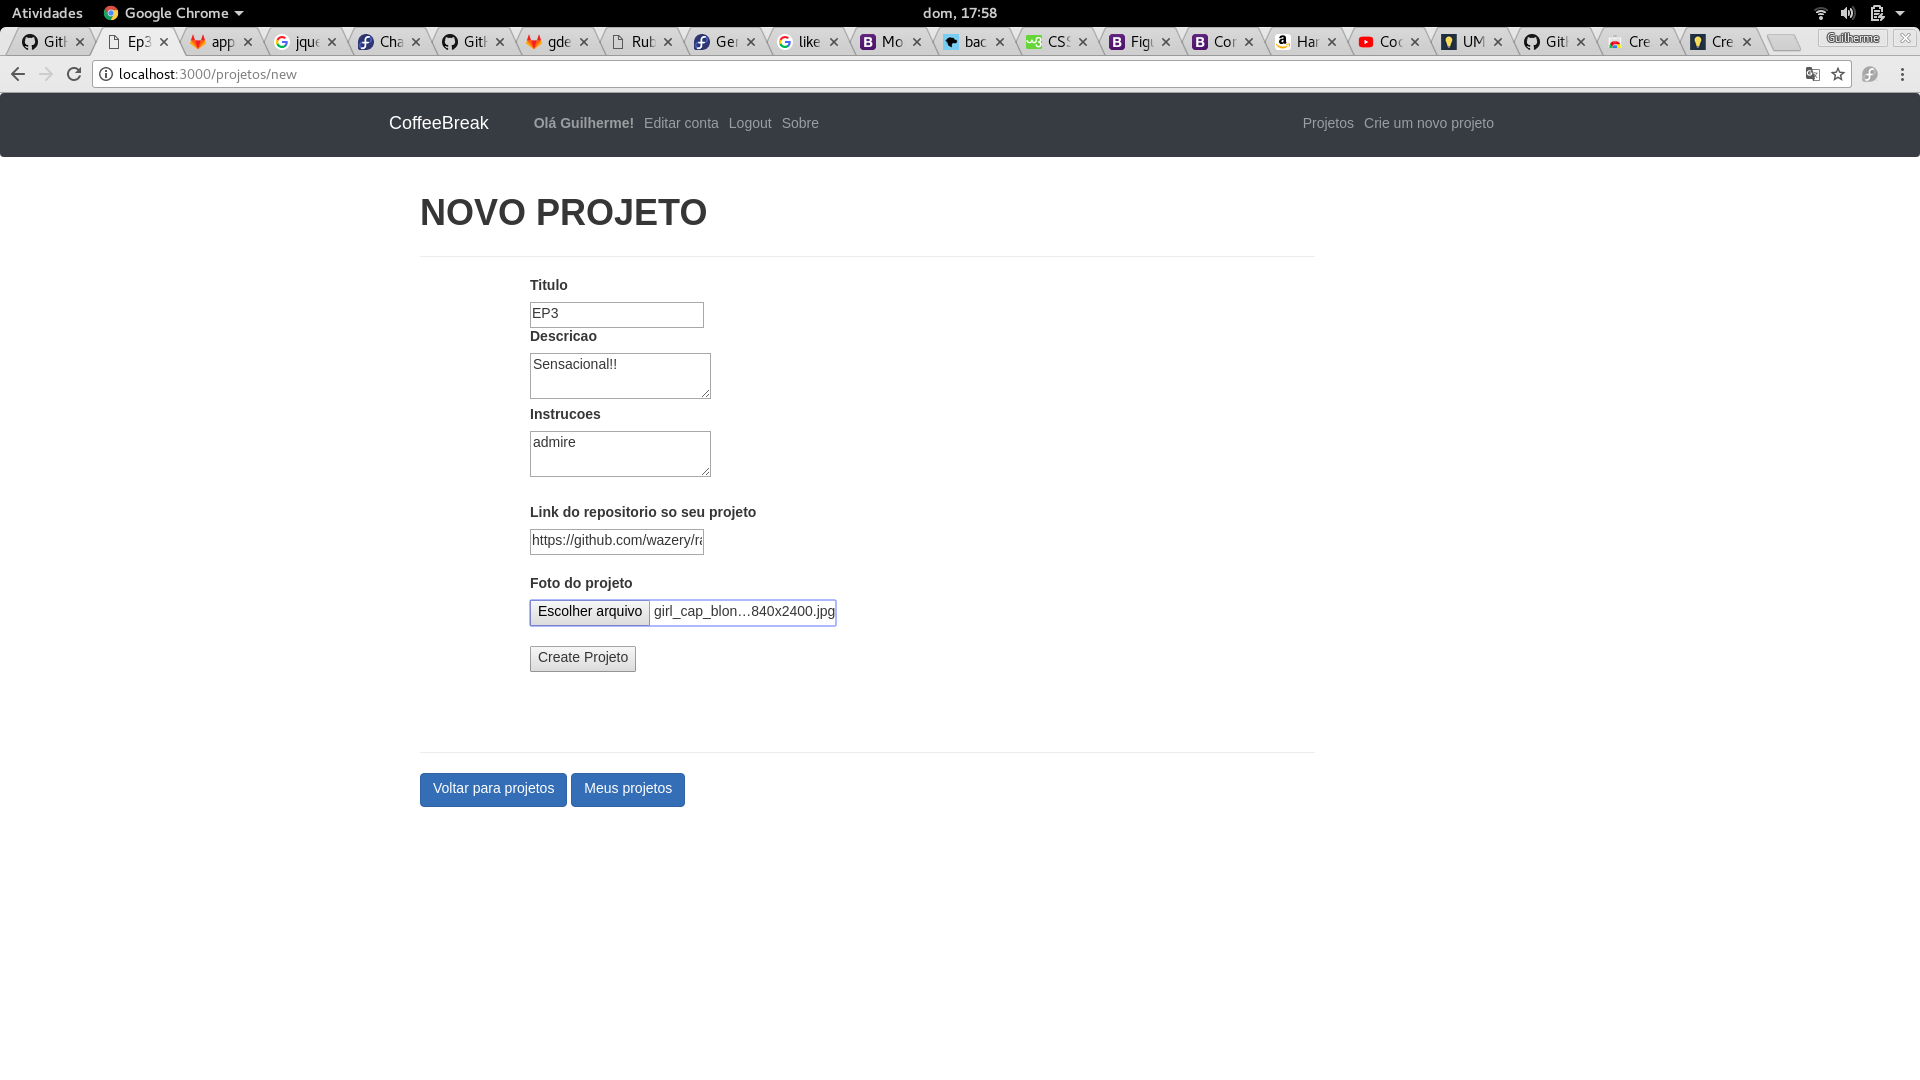 Atividades Google Chrome dom, 17:58
Git Ep3 app jque Cha Git gde Rub Ger like Mo bac CSS Figu Cor Har Coc UM Git Cre Cre Guilherme
localhost:3000/projetos/new
CoffeeBreak Olá Guilherme! Editar conta Logout Sobre Projetos Crie um novo projeto
NOVO PROJETO
Titulo
EP3
Descricao
Sensacional!!
Instrucoes
admire
Link do repositorio so seu projeto
https://github.com/wazery/ra
Foto do projeto
Escolher arquivo girl_cap_blon…840x2400.jpg
Create Projeto
Voltar para projetos Meus projetos